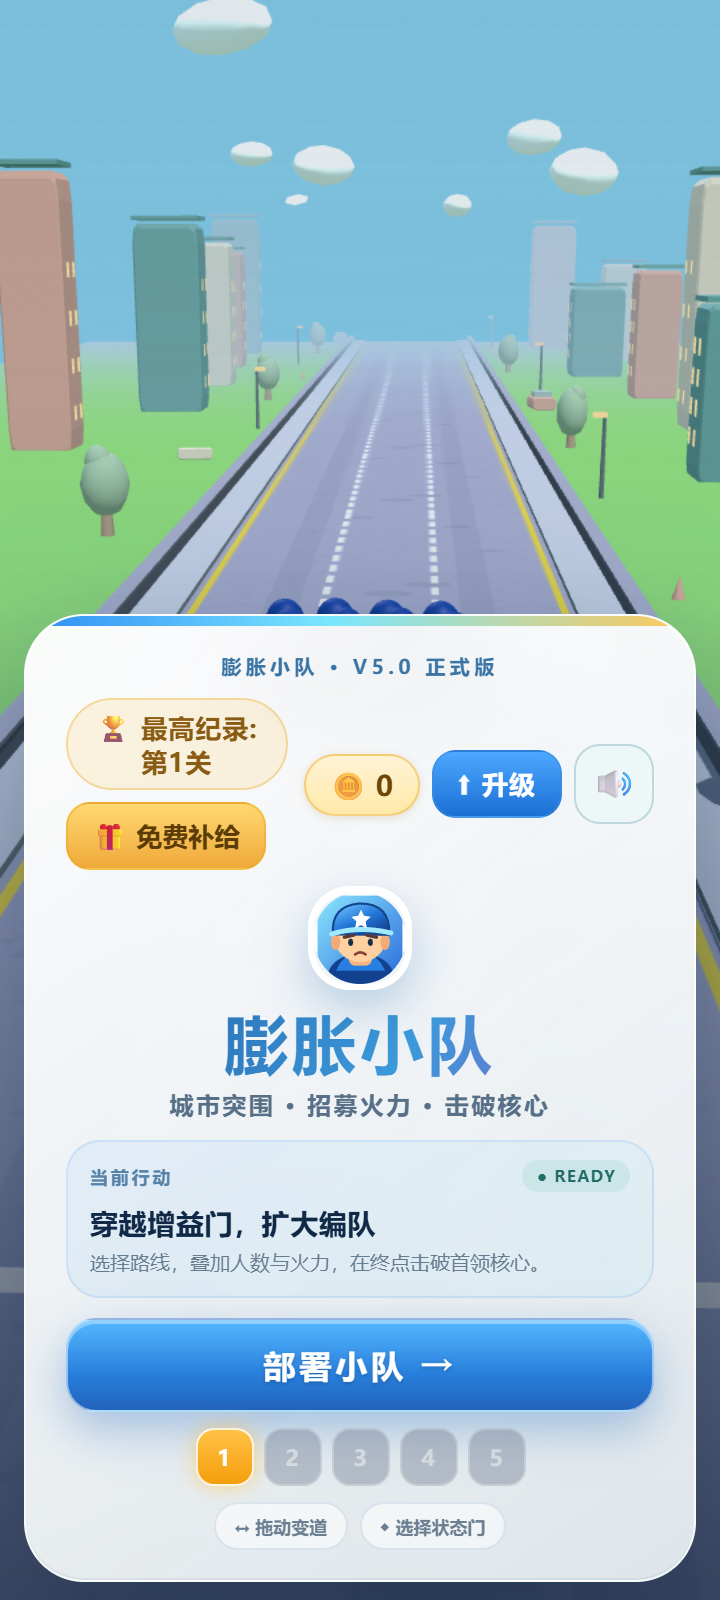 膨胀小队 • V5.0 正式版
最高纪录:
第1关
0
升级
免费补给
膨胀小队
城市突围 • 招募火力 • 击破核心
当前行动
READY
穿越增益门，扩大编队
选择路线，叠加人数与火力，在终点击破首领核心。
部署小队 →
1 2 3 4 5
↔ 拖动变道
选择状态门